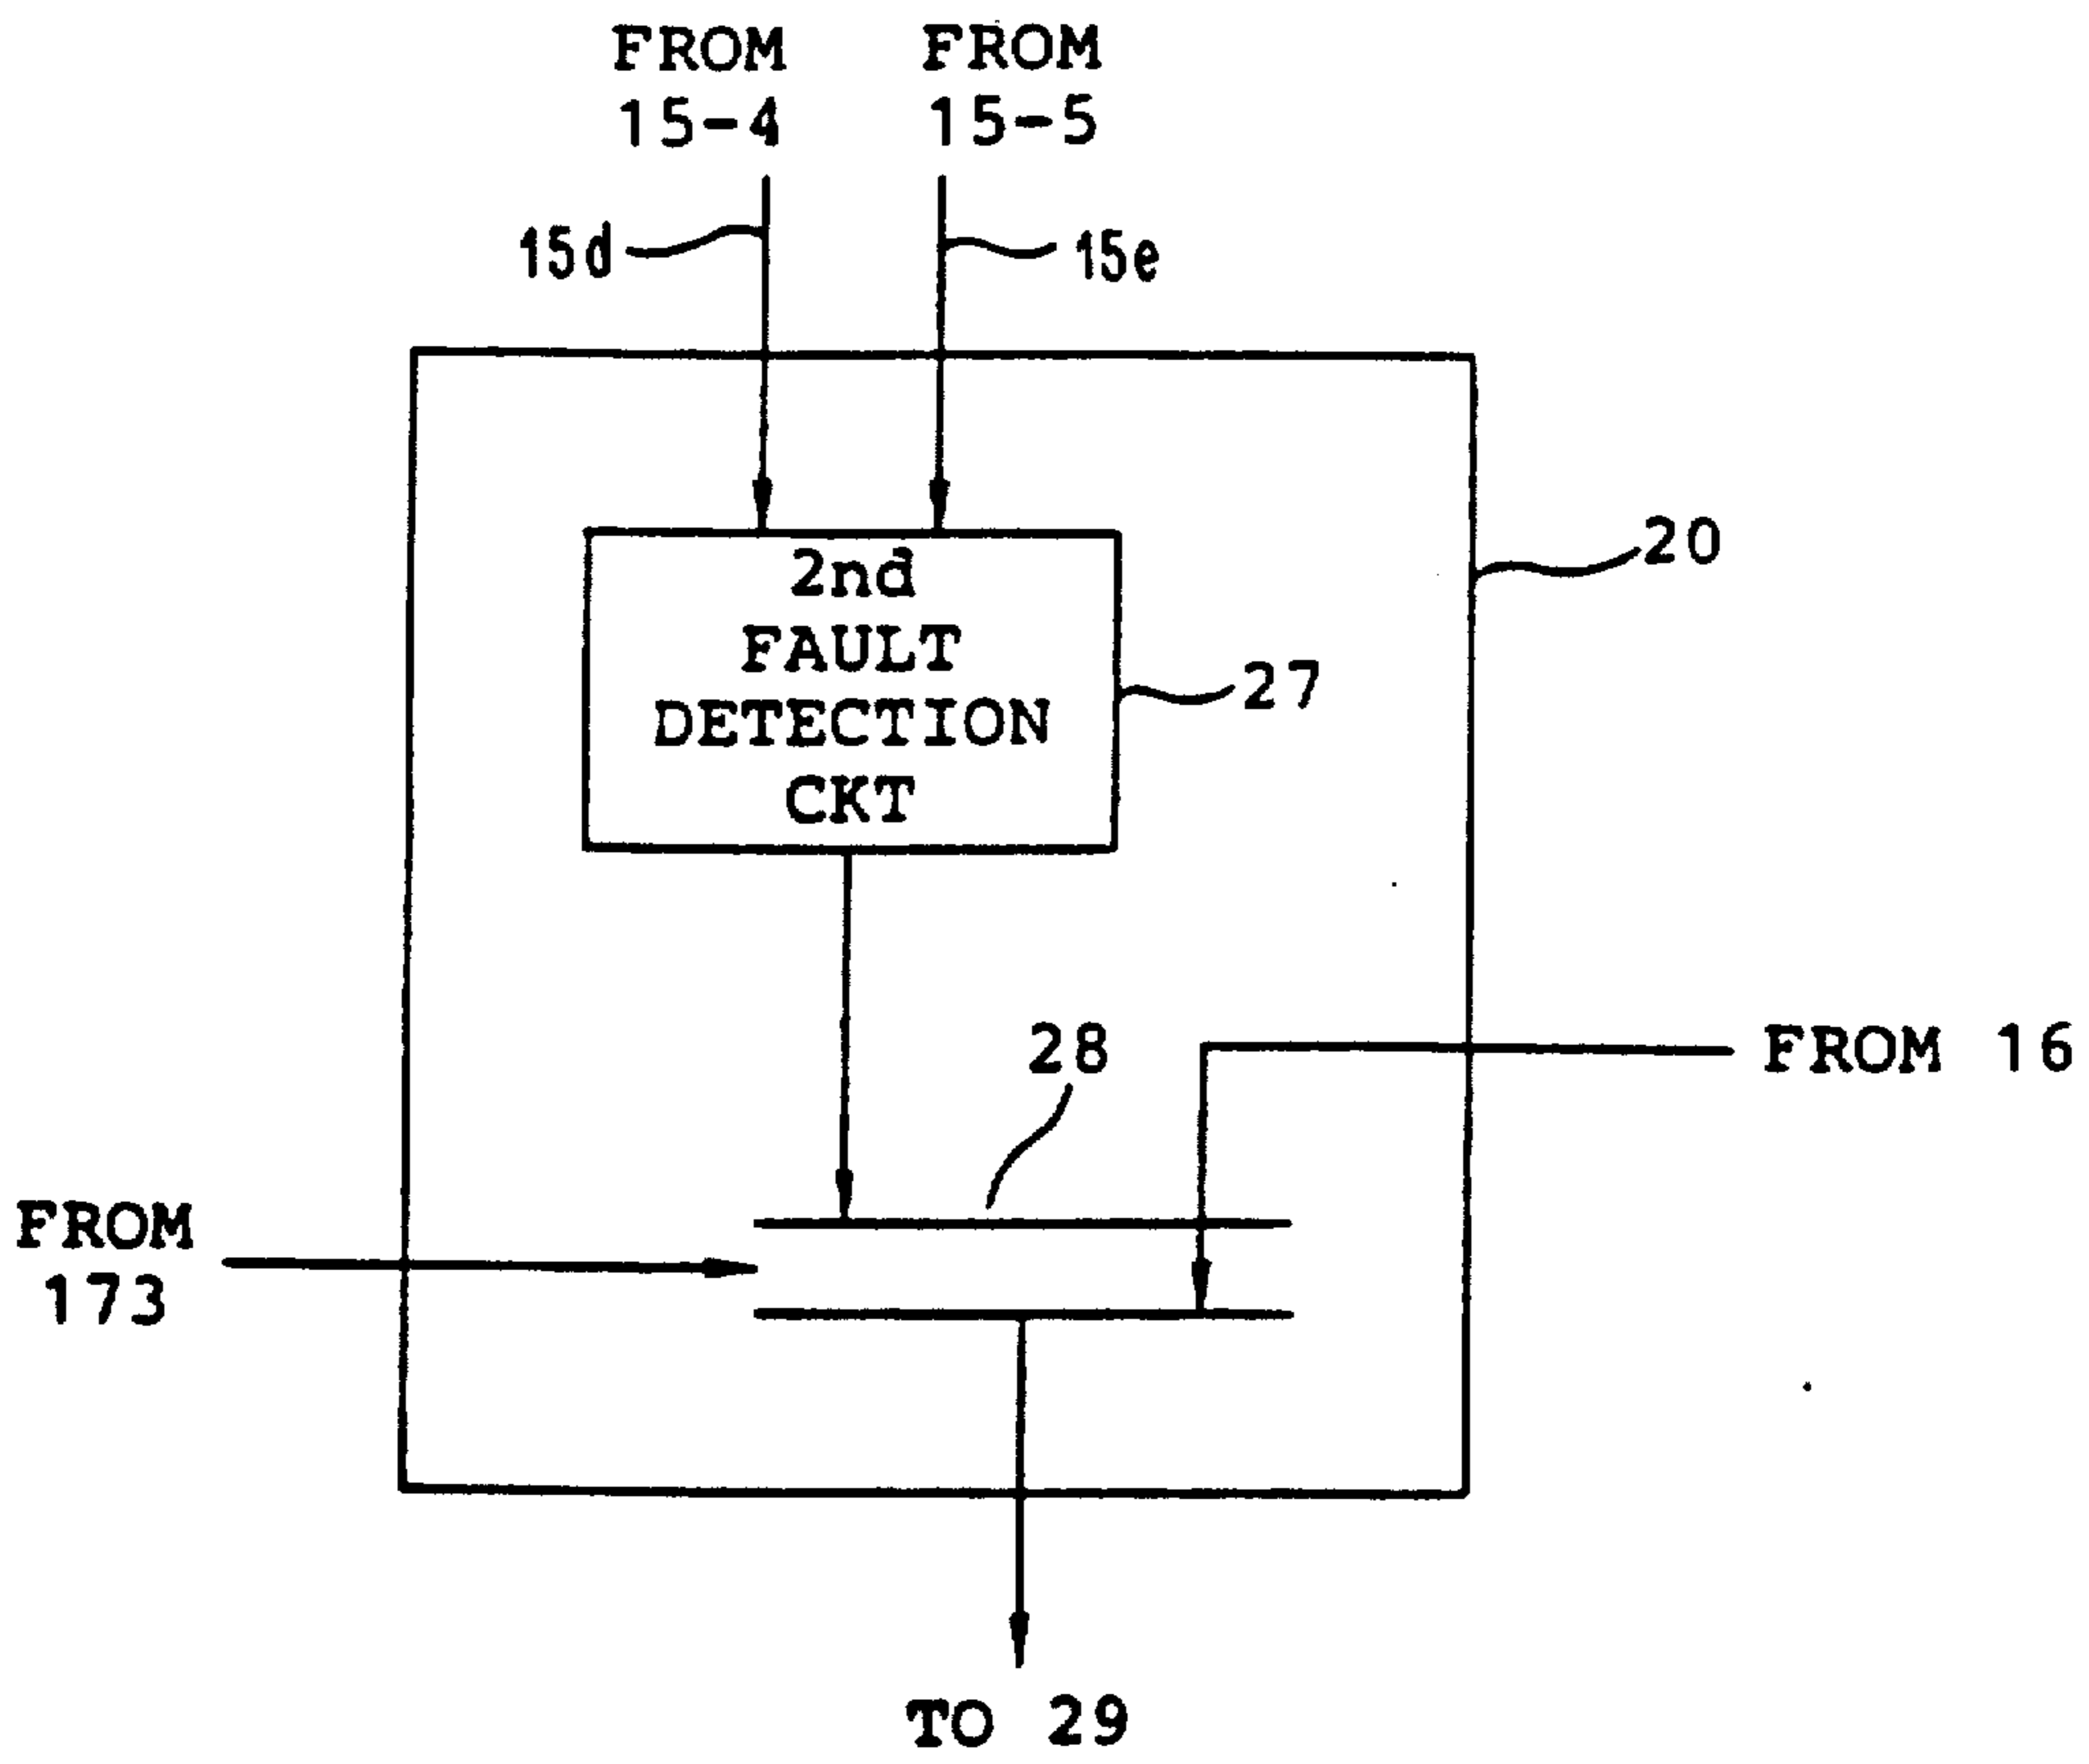 FROM
15-4
FROM
15-5
15d
15e
2nd
FAULT
DETECTION
CKT
20
27
28
FROM 16
FROM
173
TO 29